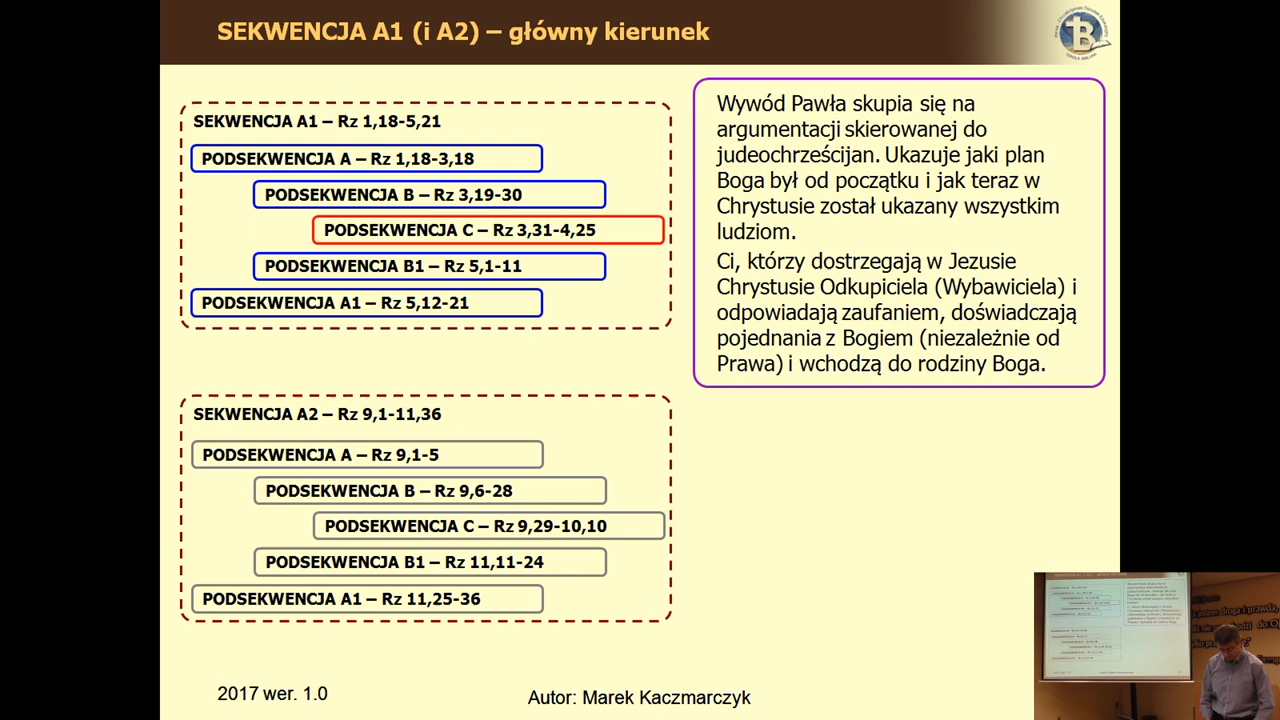 SEKWENCJA A1 (i A2) – główny kierunek
SEKWENCJA A1 – Rz 1,18-5,21
PODSEKWENCJA A – Rz 1,18-3,18
PODSEKWENCJA B – Rz 3,19-30
PODSEKWENCJA C – Rz 3,31-4,25
PODSEKWENCJA B1 – Rz 5,1-11
PODSEKWENCJA A1 – Rz 5,12-21
Wywód Pawła skupia się na
argumentacji skierowanej do
judeochrześcijan. Ukazuje jaki plan
Boga był od początku i jak teraz w
Chrystusie został ukazany wszystkim
ludziom.
Ci, którzy dostrzegają w Jezusie
Chrystusie Odkupiciela (Wybawiciela) i
odpowiadają zaufaniem, doświadczają
pojednania z Bogiem (niezależnie od
Prawa) i wchodzą do rodziny Boga.
SEKWENCJA A2 – Rz 9,1-11,36
PODSEKWENCJA A – Rz 9,1-5
PODSEKWENCJA B – Rz 9,6-28
PODSEKWENCJA C – Rz 9,29-10,10
PODSEKWENCJA B1 – Rz 11,11-24
PODSEKWENCJA A1 – Rz 11,25-36
2017 wer. 1.0
Autor: Marek Kaczmarczyk
jestem drogą i prawdą,
nie do